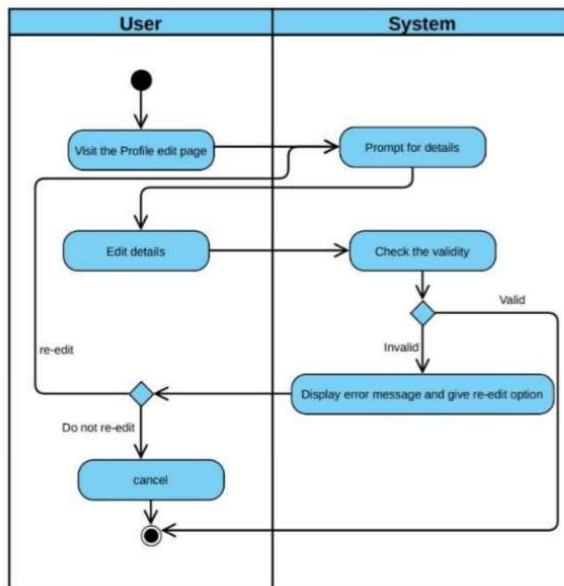 User
System
Visit the Profile edit page
Prompt for details
Edit details
Check the validity
Valid
Invalid
re-edit
Display error message and give re-edit option
Do not re-edit
cancel